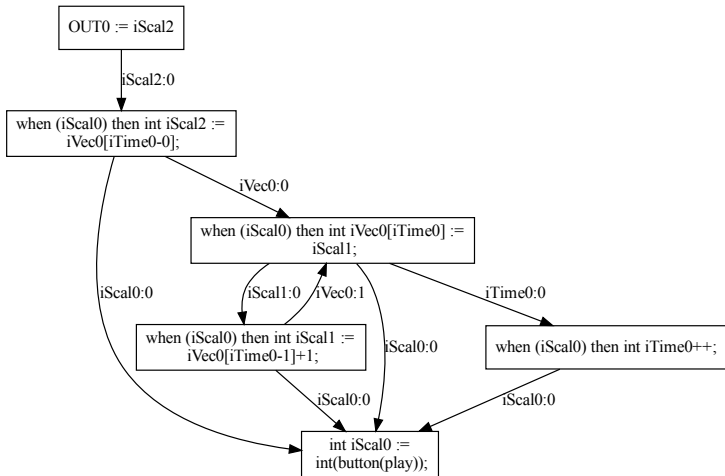 OUT0 := iScal2
iScal2:0
when (iScal0) then int iScal2 :=
iVec0[iTime0-0];
iVec0:0
when (iScal0) then int iVec0[iTime0] :=
iScal1;
iScal0:0
iScal1:0
iVec0:1
iTime0:0
when (iScal0) then int iScal1 :=
iVec0[iTime0-1]+1;
iScal0:0
when (iScal0) then int iTime0++;
iScal0:0
iScal0:0
int iScal0 :=
int(button(play));